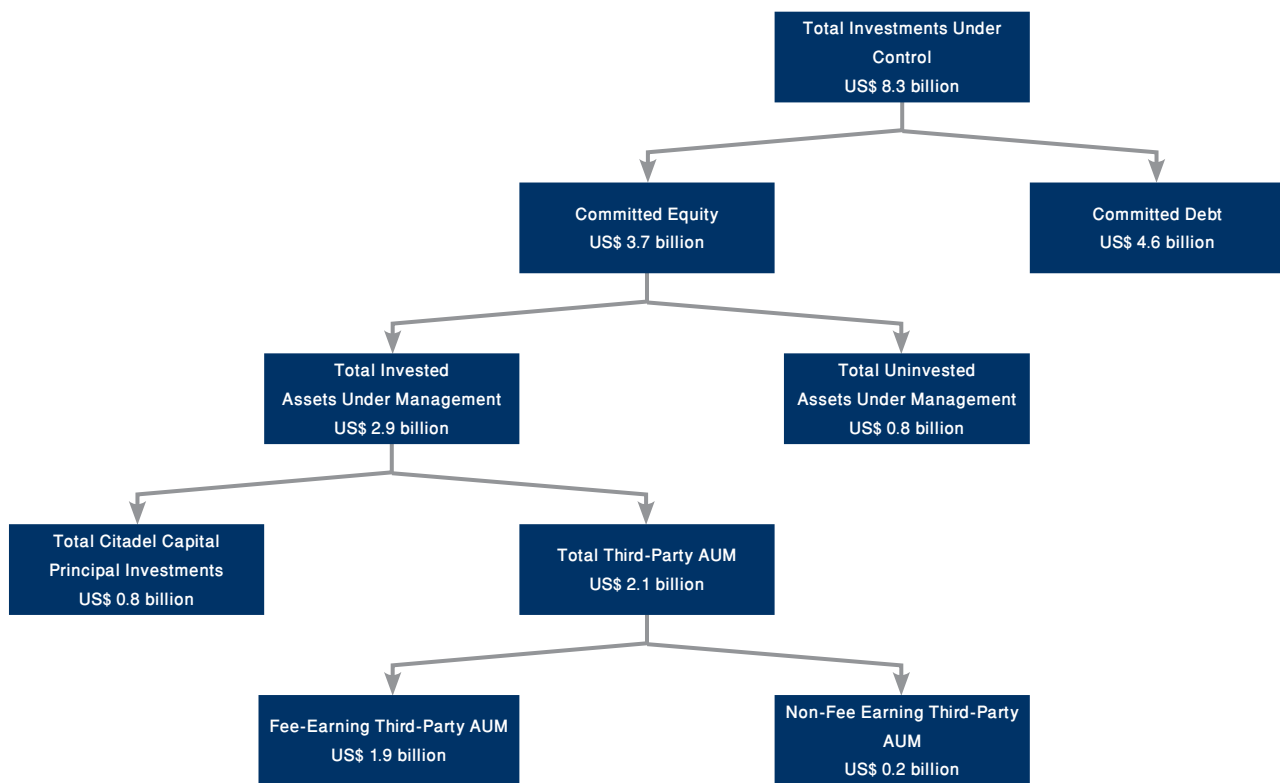 Total Investments Under
Control
US$ 8.3 billion
Committed Equity
US$ 3.7 billion
Committed Debt
US$ 4.6 billion
Total Invested
Assets Under Management
US$ 2.9 billion
Total Uninvested
Assets Under Management
US$ 0.8 billion
Total Citadel Capital
Principal Investments
US$ 0.8 billion
Total Third-Party AUM
US$ 2.1 billion
Fee-Earning Third-Party AUM
US$ 1.9 billion
Non-Fee Earning Third-Party
AUM
US$ 0.2 billion